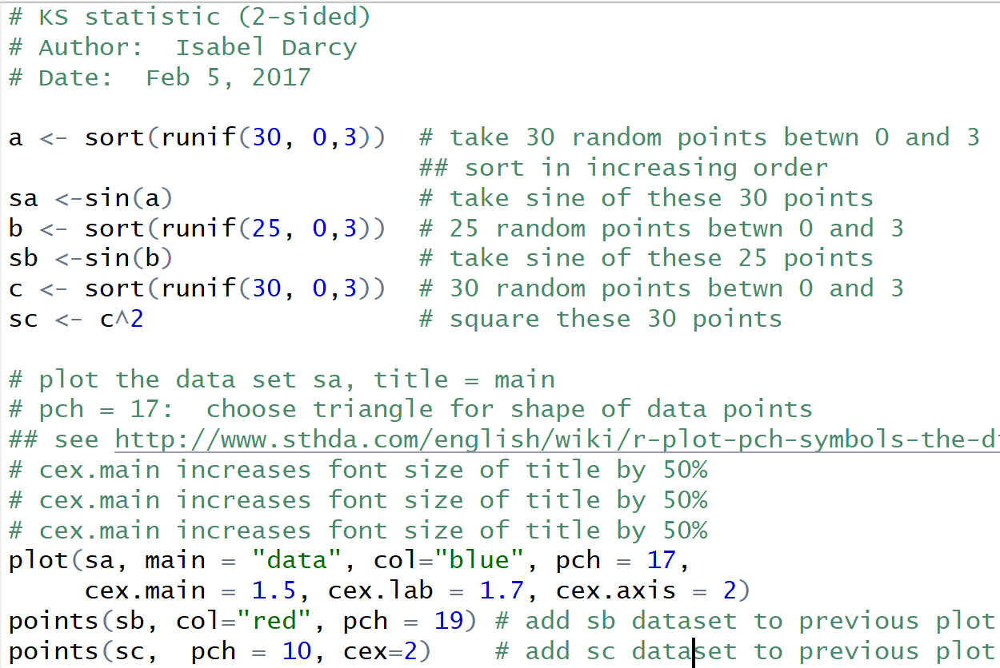 # KS statistic (2-sided)
# Author:  Isabel Darcy
# Date:  Feb 5, 2017
a <- sort(runif(30, 0,3))  # take 30 random points betwn 0 and 3
## sort in increasing order
sa <-sin(a)                # take sine of these 30 points
b <- sort(runif(25, 0,3))  # 25 random points betwn 0 and 3
sb <-sin(b)                # take sine of these 25 points
c <- sort(runif(30, 0,3))  # 30 random points betwn 0 and 3
sc <- c^2                  # square these 30 points
# plot the data set sa, title = main
# pch = 17:  choose triangle for shape of data points
## see http://www.sthda.com/english/wiki/r-plot-pch-symbols-the-d
# cex.main increases font size of title by 50%
# cex.main increases font size of title by 50%
# cex.main increases font size of title by 50%
plot(sa, main = "data", col="blue", pch = 17,
     cex.main = 1.5, cex.lab = 1.7, cex.axis = 2)
points(sb, col="red", pch = 19) # add sb dataset to previous plot
points(sc,  pch = 10, cex=2)    # add sc dataset to previous plot